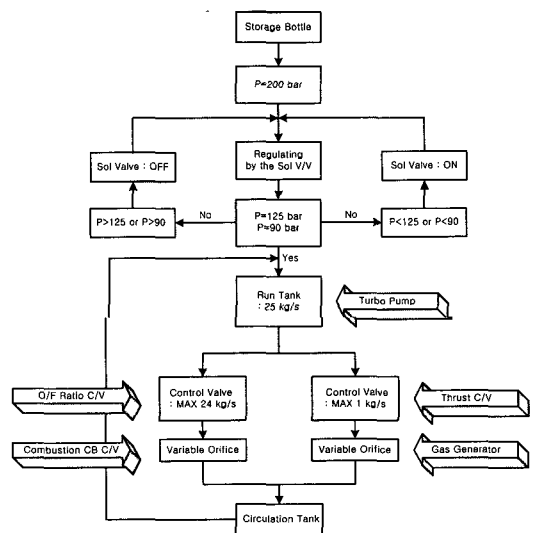 Storage Bottle
P=200 bar
Sol Valve : OFF
Regulating
by the Sol V/V
Sol Valve : ON
P>125 or P>90
No
P=125 bar
P=90 bar
No
P<125 or P<90
Yes
Run Tank
: 25 kg/s
Turbo Pump
O/F Ratio C/V
Control Valve
: MAX 24 kg/s
Control Valve
: MAX 1 kg/s
Thrust C/V
Combustion CB C/V
Variable Orifice
Variable Orifice
Gas Generator
Circulation Tank